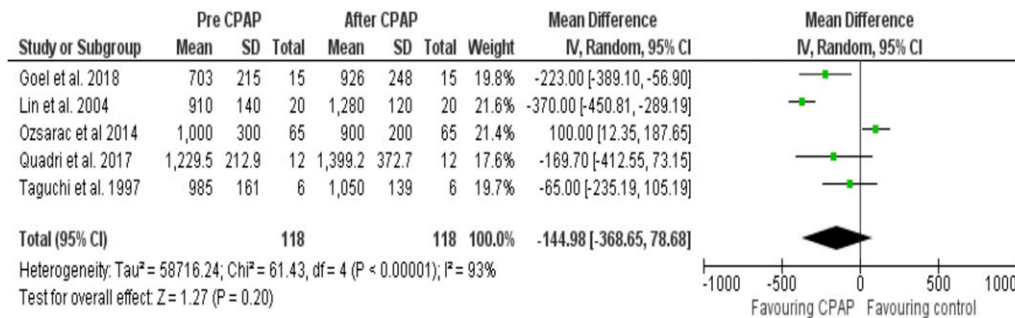 Pre CPAP After CPAP Mean Difference Mean Difference
Study or Subgroup Mean SD Total Mean SD Total Weight IV, Random, 95% CI IV, Random, 95% CI
Goel et al. 2018 703 215 15 926 248 15 19.8% -223.00 [-389.10, -56.90]
Lin et al. 2004 910 140 20 1,280 120 20 21.6% -370.00 [-450.81, -289.19]
Ozsarac et al 2014 1,000 300 65 900 200 65 21.4% 100.00 [12.35, 187.65]
Quadri et al. 2017 1,229.5 212.9 12 1,399.2 372.7 12 17.6% -169.70 [-412.55, 73.15]
Taguchi et al. 1997 985 161 6 1,050 139 6 19.7% -65.00 [-235.19, 105.19]
Total (95% CI) 118 118 100.0% -144.98 [-368.65, 78.68]
Heterogeneity: Tau² = 58716.24; Chi² = 61.43, df = 4 (P < 0.00001); I² = 93%
Test for overall effect: Z = 1.27 (P = 0.20)
-1000 -500 0 500 1000
Favouring CPAP Favouring control